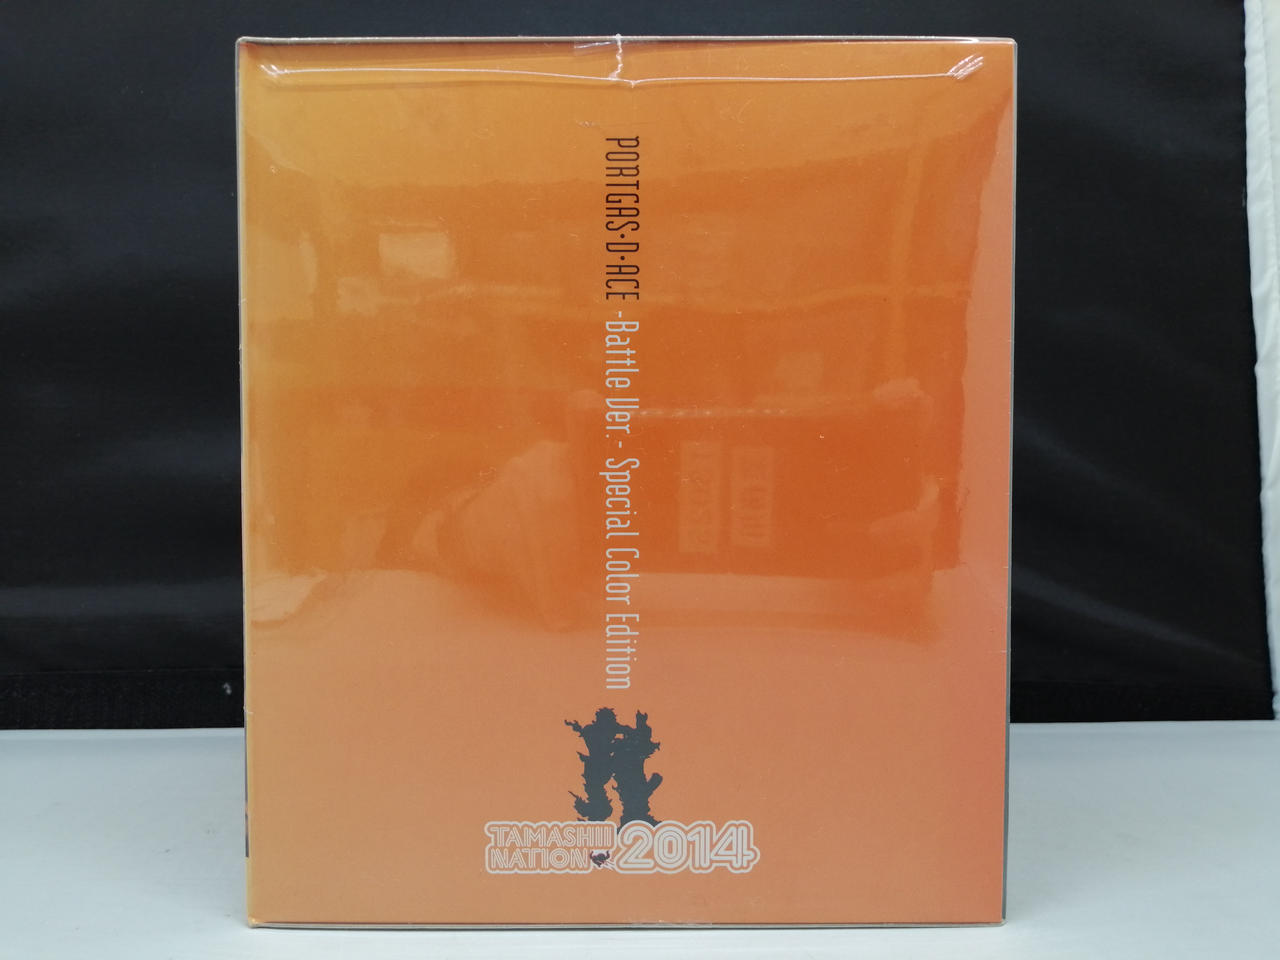 PORTGAS・D・ACE -Battle Ver.- Special Color Edition
TAMASHII
NATION 2014